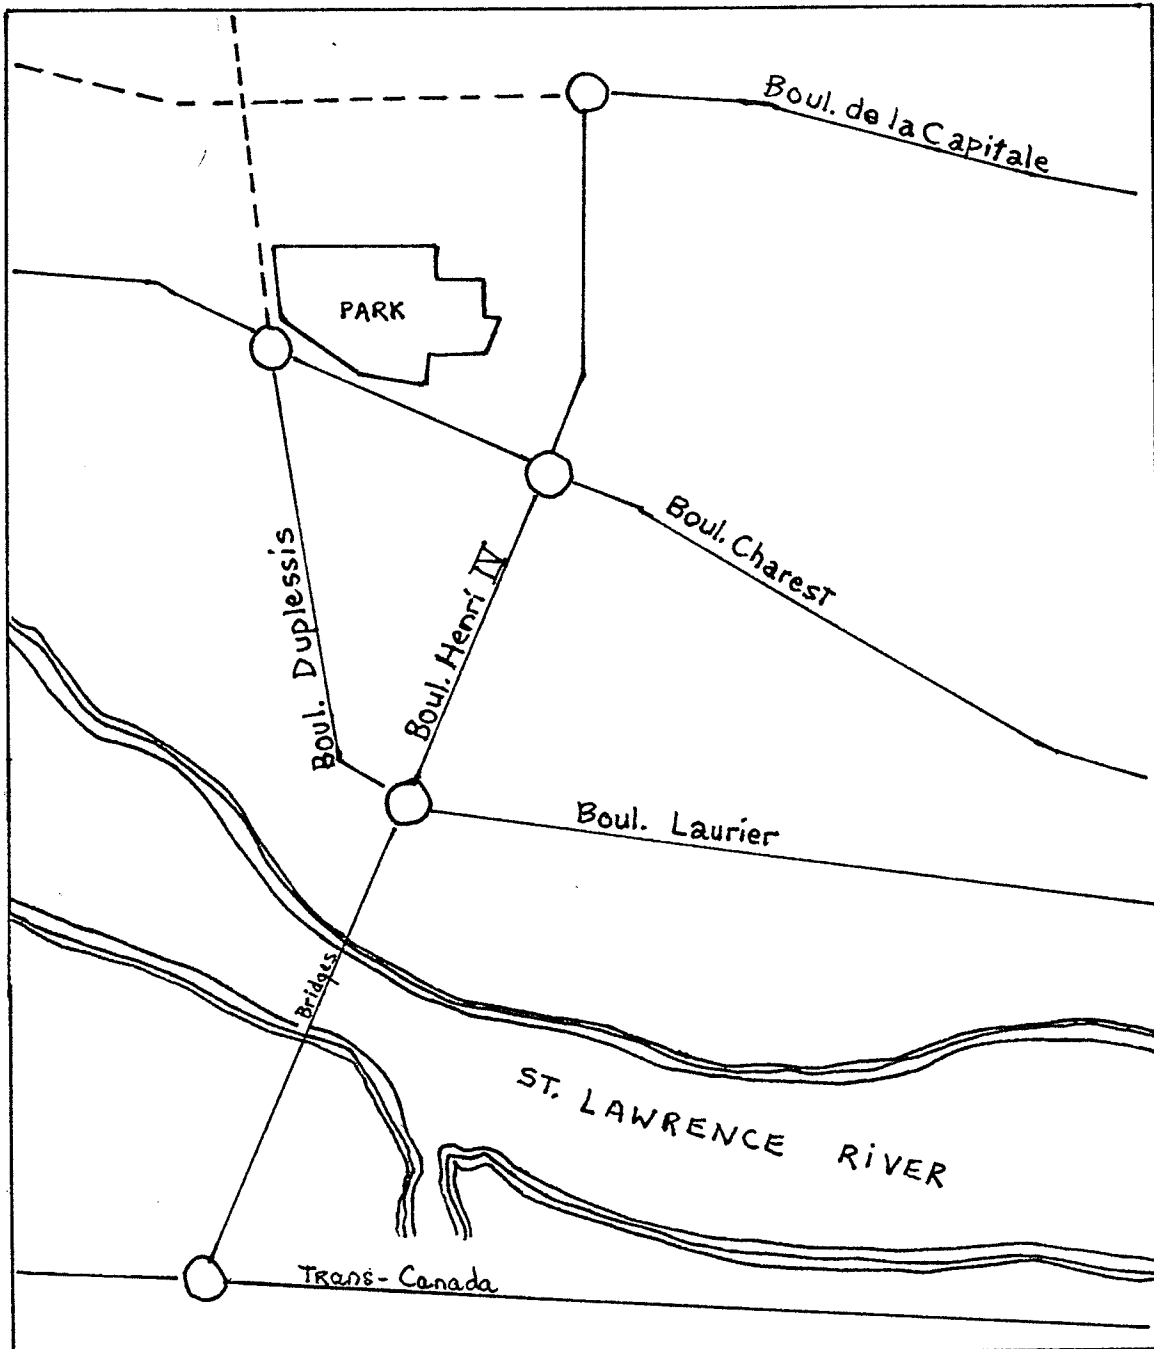 Boul. de la Capitale
PARK
Boul. Charest
Boul. Duplessis
Boul. Henri IV
Boul. Laurier
Bridges
ST. LAWRENCE RiVER
Trans-Canada